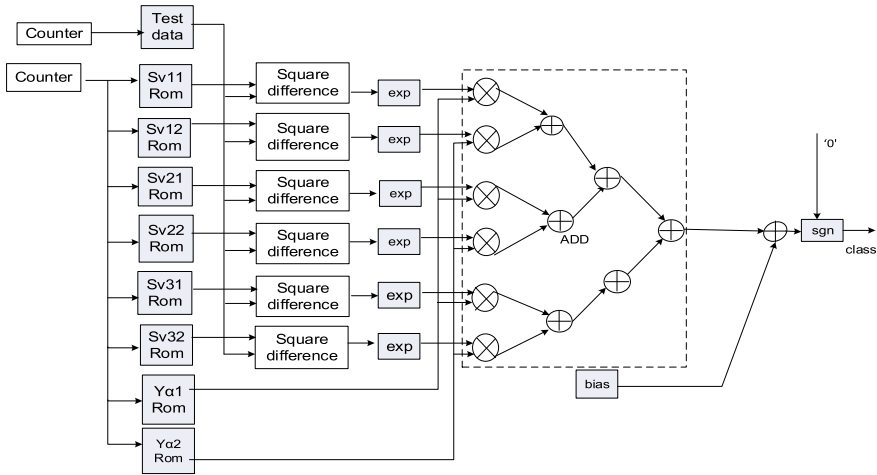 Counter
Test
data
Counter
Sv11
Rom
Square
difference
exp
Sv12
Rom
Square
difference
exp
Sv21
Rom
Square
difference
exp
Sv22
Rom
Square
difference
exp
Sv31
Rom
Square
difference
exp
Sv32
Rom
Square
difference
exp
Yα1
Rom
Yα2
Rom
ADD
bias
'0'
sgn
class